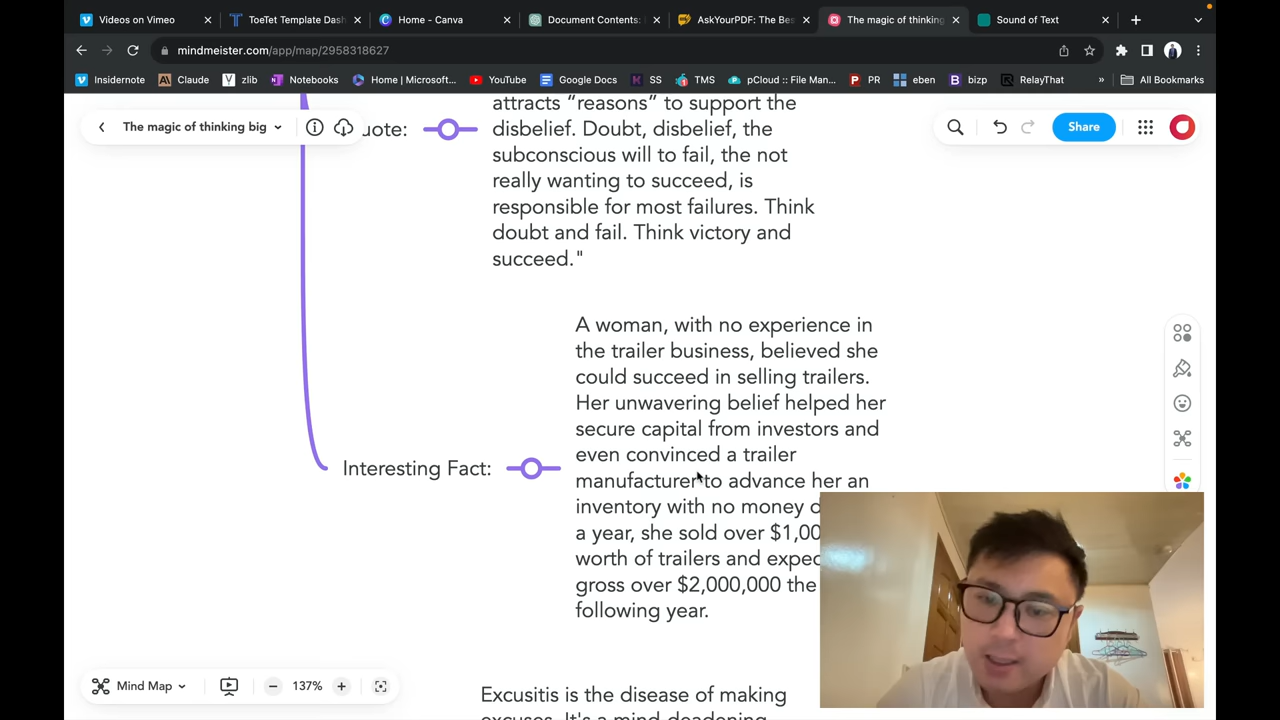 Videos on Vimeo
TeeTet Template Dash
Home - Canva
Document Contents:
AskYourPDF: The Bes
The magic of thinking
Sound of Text
mindmeister.com/app/map/2958318627
Insidernote
Claude
zlib
Notebooks
Home | Microsoft...
YouTube
Google Docs
SS
TMS
pCloud :: File Man...
PR
eben
bizp
RelayThat
»
All Bookmarks
The magic of thinking big
uote:
Share
attracts “reasons” to support the
disbelief. Doubt, disbelief, the
subconscious will to fail, the not
really wanting to succeed, is
responsible for most failures. Think
doubt and fail. Think victory and
succeed."
Interesting Fact:
A woman, with no experience in
the trailer business, believed she
could succeed in selling trailers.
Her unwavering belief helped her
secure capital from investors and
even convinced a trailer
manufacturer to advance her an
inventory with no money
a year, she sold over $1,00
worth of trailers and expec
gross over $2,000,000 the
following year.
Mind Map
137%
Excusitis is the disease of making
excuses. It's a mind-deadening